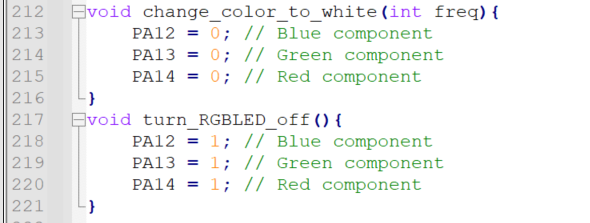 212 void change_color_to_white(int freq){
213     PA12 = 0; // Blue component
214     PA13 = 0; // Green component
215     PA14 = 0; // Red component
216 }
217 void turn_RGBLED_off(){
218     PA12 = 1; // Blue component
219     PA13 = 1; // Green component
220     PA14 = 1; // Red component
221 }